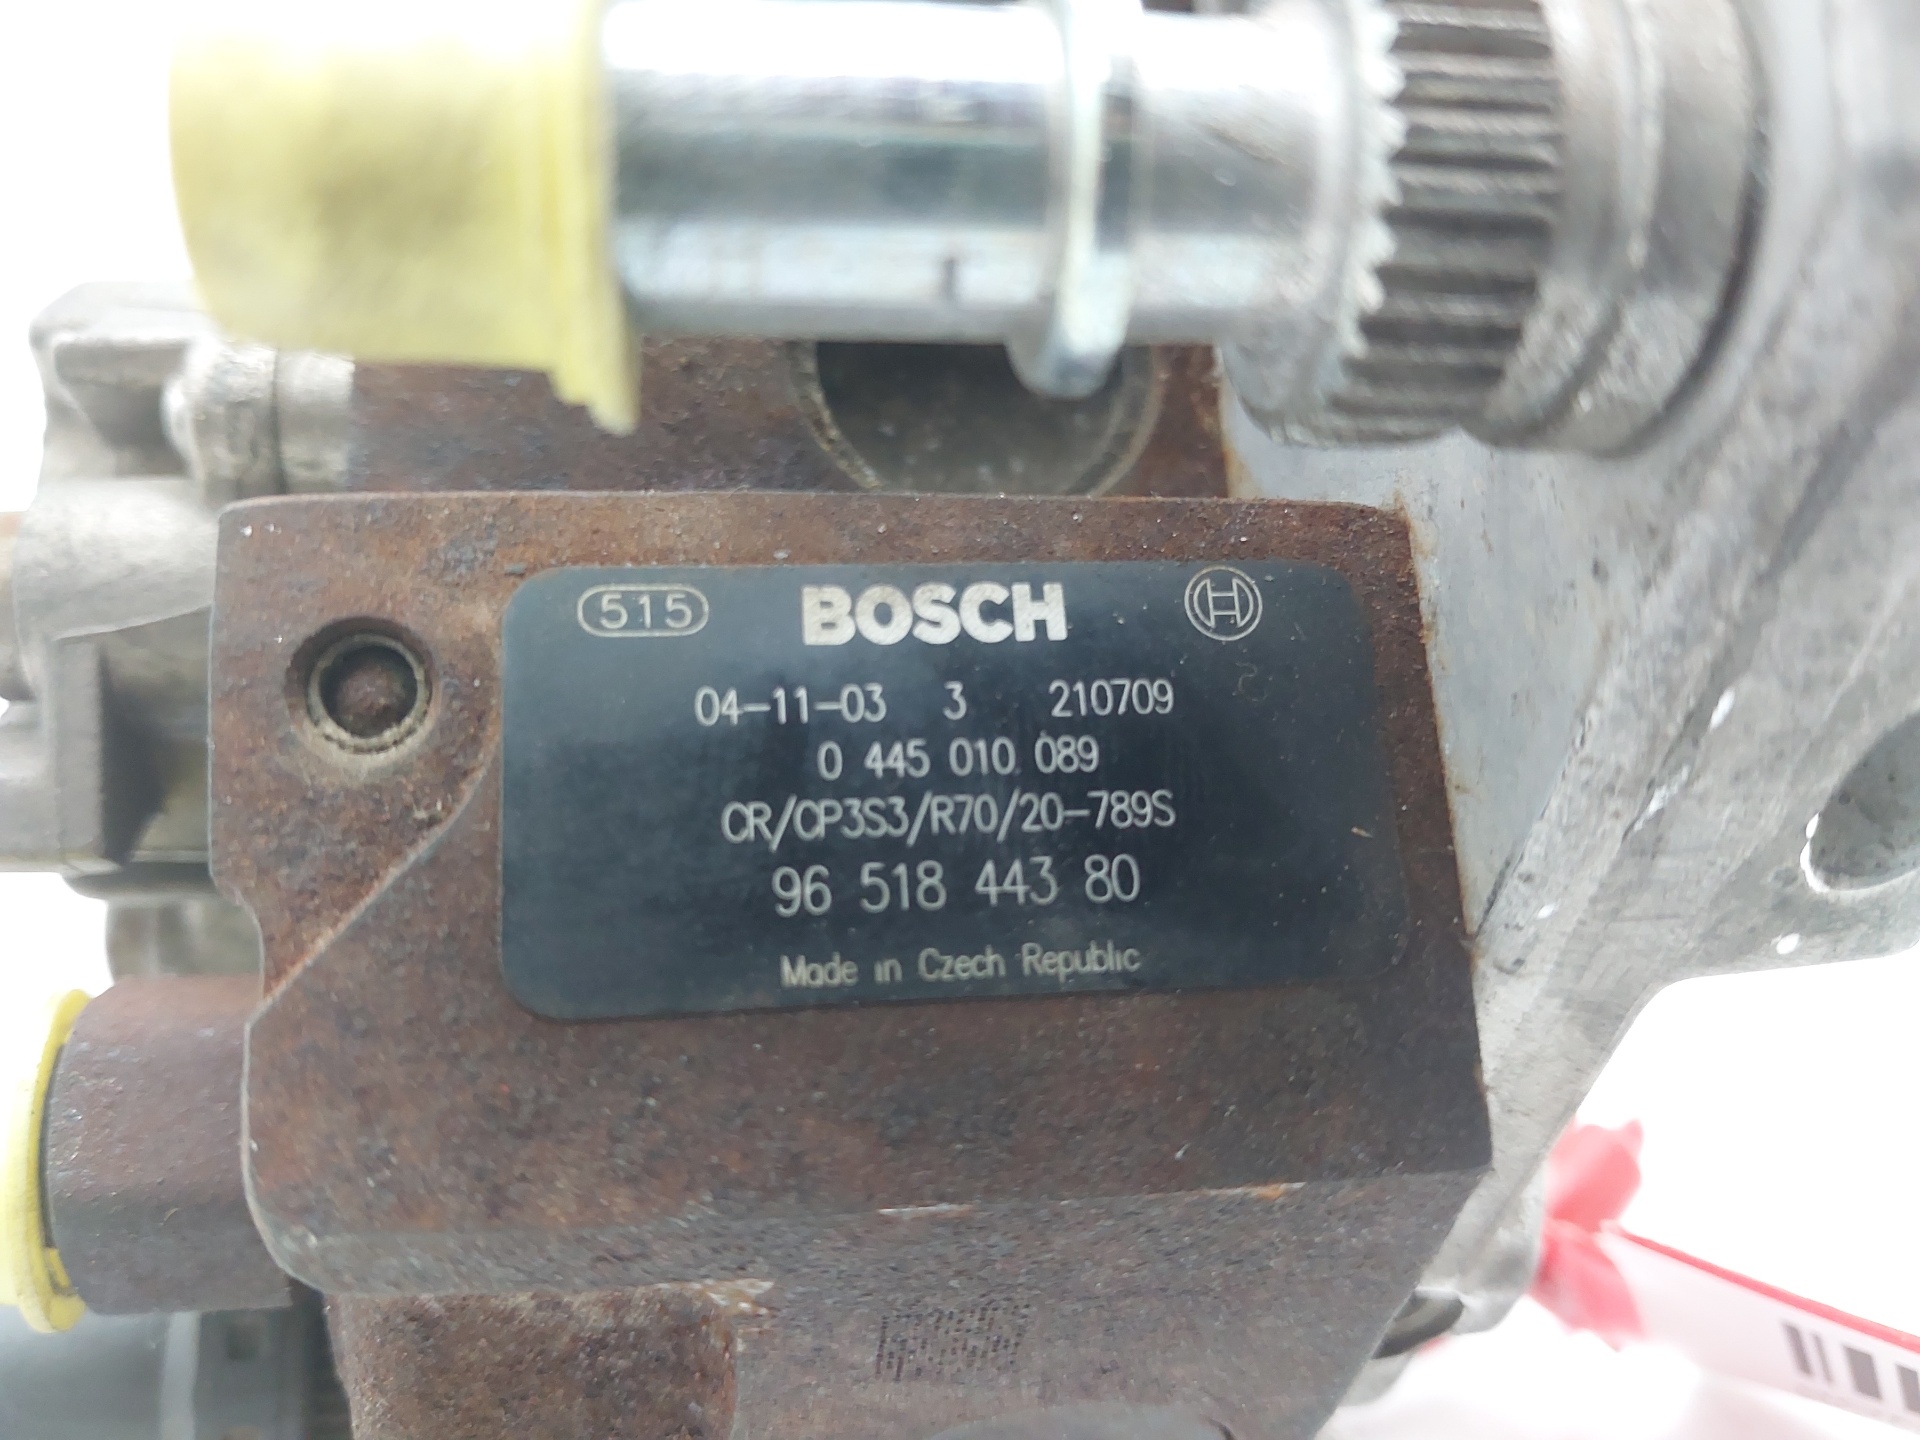 515 BOSCH
04-11-03 3 210709
0 445 010 089
CR/CP3S3/R70/20-789S
96 518 443 80
Made in Czech Republic